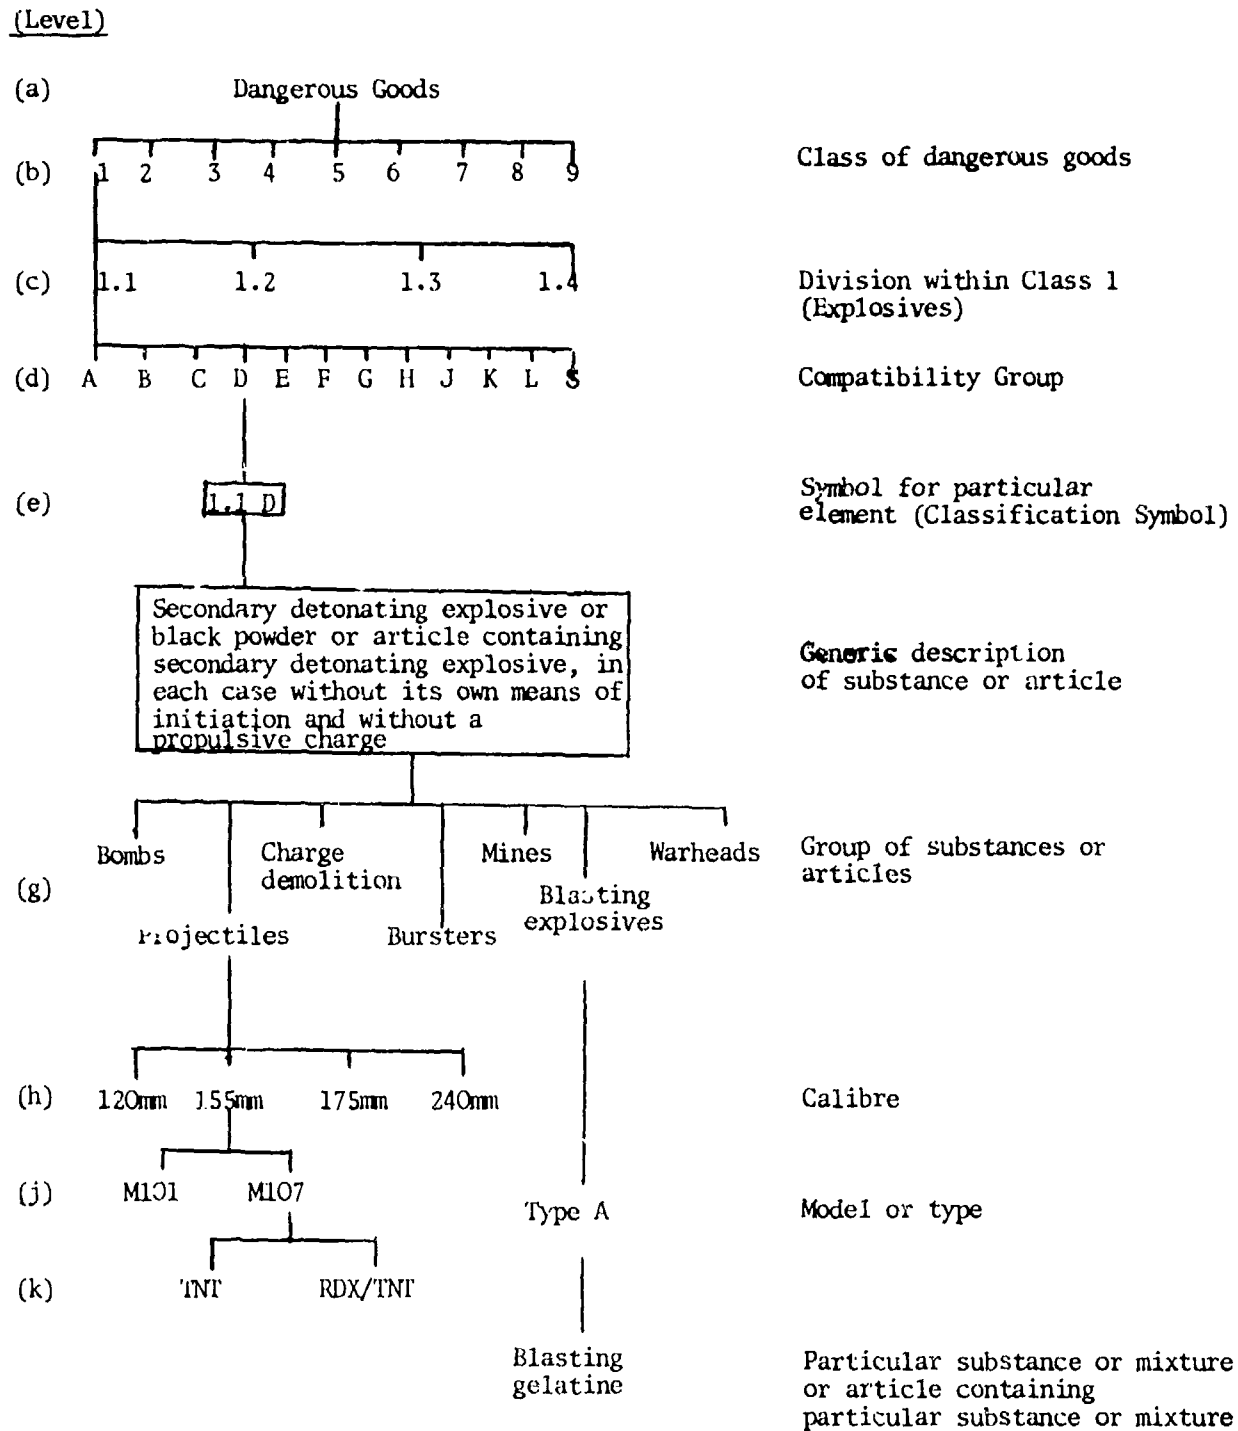 (Level)
(a) Dangerous Goods
(b) 1 2 3 4 5 6 7 8 9 Class of dangerous goods
(c) 1.1 1.2 1.3 1.4 Division within Class 1
(Explosives)
(d) A B C D E F G H J K L S Compatibility Group
(e) 1.1 D Symbol for particular
element (Classification Symbol)
Secondary detonating explosive or
black powder or article containing
secondary detonating explosive, in
each case without its own means of
initiation and without a
propulsive charge
Generic description
of substance or article
Bombs Charge Mines Warheads Group of substances or
demolition articles
(g) Blasting
explosives
Projectiles Bursters
(h) 120mm 155mm 175mm 240mm Calibre
(j) M101 M107 Type A Model or type
(k) TNT RDX/TNT
Blasting
gelatine
Particular substance or mixture
or article containing
particular substance or mixture